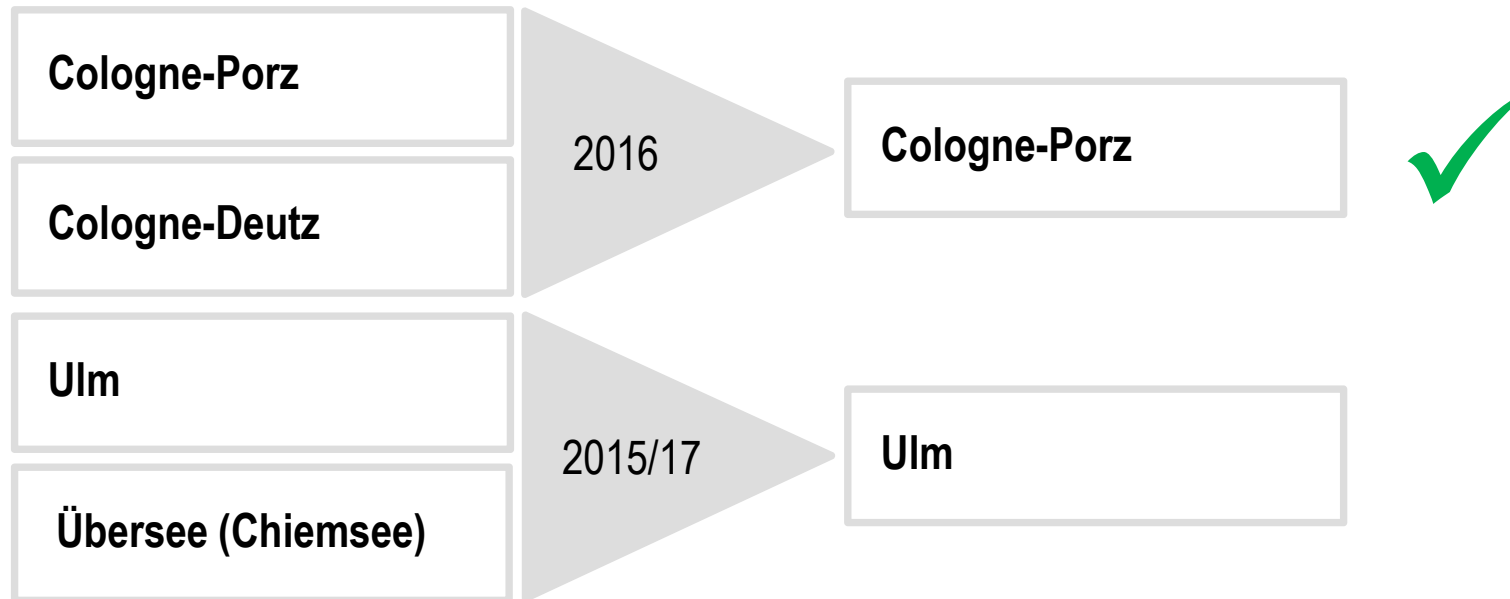 Cologne-Porz
Cologne-Deutz
2016
Cologne-Porz
Ulm
Übersee (Chiemsee)
2015/17
Ulm